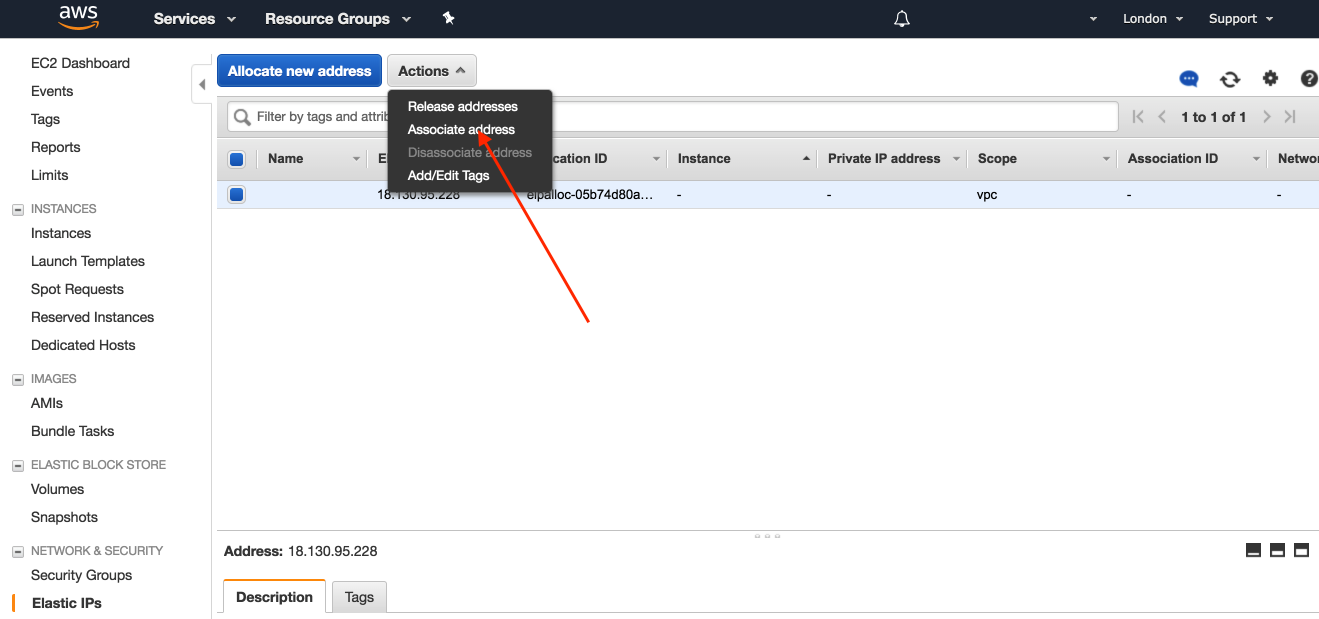 aws Services Resource Groups London Support
EC2 Dashboard
Events
Tags
Reports
Limits
INSTANCES
Instances
Launch Templates
Spot Requests
Reserved Instances
Dedicated Hosts
IMAGES
AMIs
Bundle Tasks
ELASTIC BLOCK STORE
Volumes
Snapshots
NETWORK & SECURITY
Security Groups
Elastic IPs
Allocate new address Actions
Release addresses
Associate address
Disassociate address
Add/Edit Tags
Filter by tags and attrib
1 to 1 of 1
Name E cation ID Instance Private IP address Scope Association ID Networ
18.130.95.228 eipalloc-05b74d80a... - - vpc - -
Address: 18.130.95.228
Description Tags